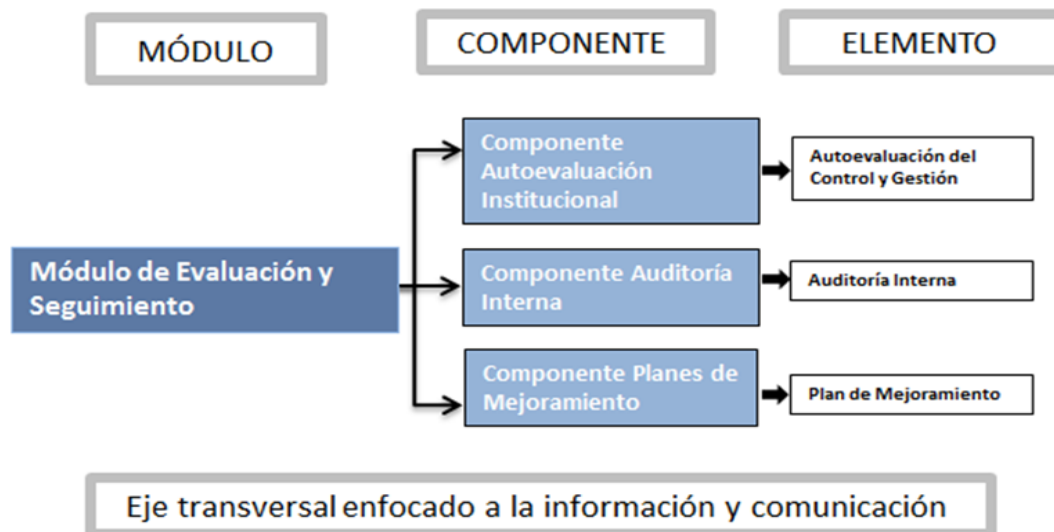 MÓDULO
COMPONENTE
ELEMENTO
Componente
Autoevaluación
Institucional
Autoevaluación del
Control y Gestión
Módulo de Evaluación y
Seguimiento
Componente Auditoría
Interna
Auditoría Interna
Componente Planes de
Mejoramiento
Plan de Mejoramiento
Eje transversal enfocado a la información y comunicación